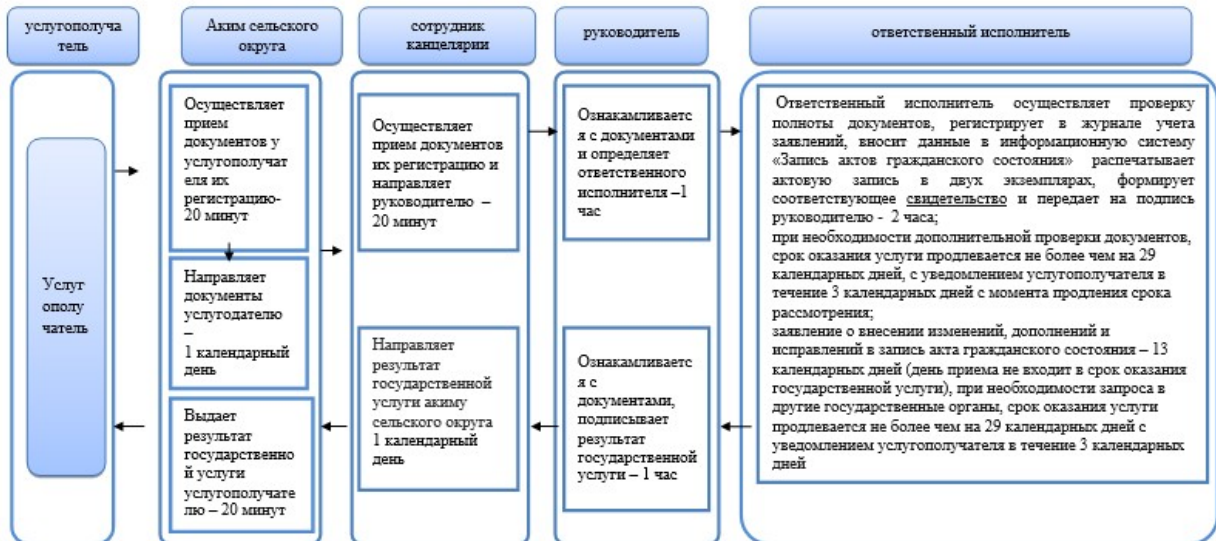 услугополуча
тель
Аким сельского
округа
сотрудник
канцелярии
руководитель
ответственный исполнитель
Услуг
ополу
чатель
Осуществляет
прием
документов у
услугополучат
еля их
регистрацию-
20 минут
Направляет
документы
услугодателю
–
1 календарный
день
Выдает
результат
государственно
й услуги
услугополучате
лю – 20 минут
Осуществляет
прием документов
их регистрацию и
направляет
руководителю –
20 минут
Направляет
результат
государственной
услуги акиму
сельского округа
1 календарный
день
Ознакамливаетс
я с документами
и определяет
ответственного
исполнителя –1
час
Ознакамливаетс
я с
документами,
подписывает
результат
государственной
услуги – 1 час
Ответственный исполнитель осуществляет проверку
полноты документов, регистрирует в журнале учета
заявлений, вносит данные в информационную систему
«Запись актов гражданского состояния» распечатывает
актовую запись в двух экземплярах, формирует
соответствующее свидетельство и передает на подпись
руководителю - 2 часа;
при необходимости дополнительной проверки документов,
срок оказания услуги продлевается не более чем на 29
календарных дней, с уведомлением услугополучателя в
течение 3 календарных дней с момента продления срока
рассмотрения;
заявление о внесении изменений, дополнений и
исправлений в запись акта гражданского состояния – 13
календарных дней (день приема не входит в срок оказания
государственной услуги), при необходимости запроса в
другие государственные органы, срок оказания услуги
продлевается не более чем на 29 календарных дней с
уведомлением услугополучателя в течение 3 календарных
дней